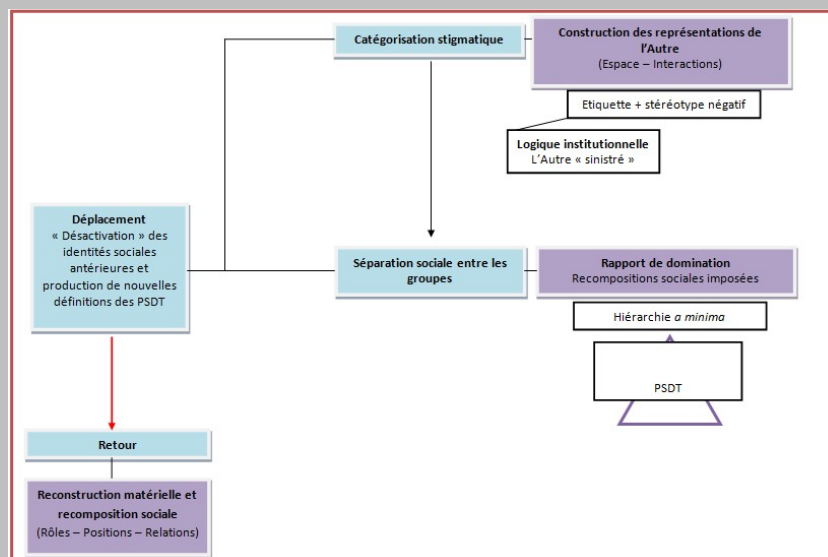 Catégorisation stigmatique
Construction des représentations de
l'Autre
(Espace – Interactions)
Etiquette + stéréotype négatif
Logique institutionnelle
L'Autre « sinistré »
Déplacement
« Désactivation » des
identités sociales
antérieures et
production de nouvelles
définitions des PSDT
Séparation sociale entre les
groupes
Rapport de domination
Recompositions sociales imposées
Hiérarchie a minima
PSDT
Retour
Reconstruction matérielle et
recomposition sociale
(Rôles – Positions – Relations)